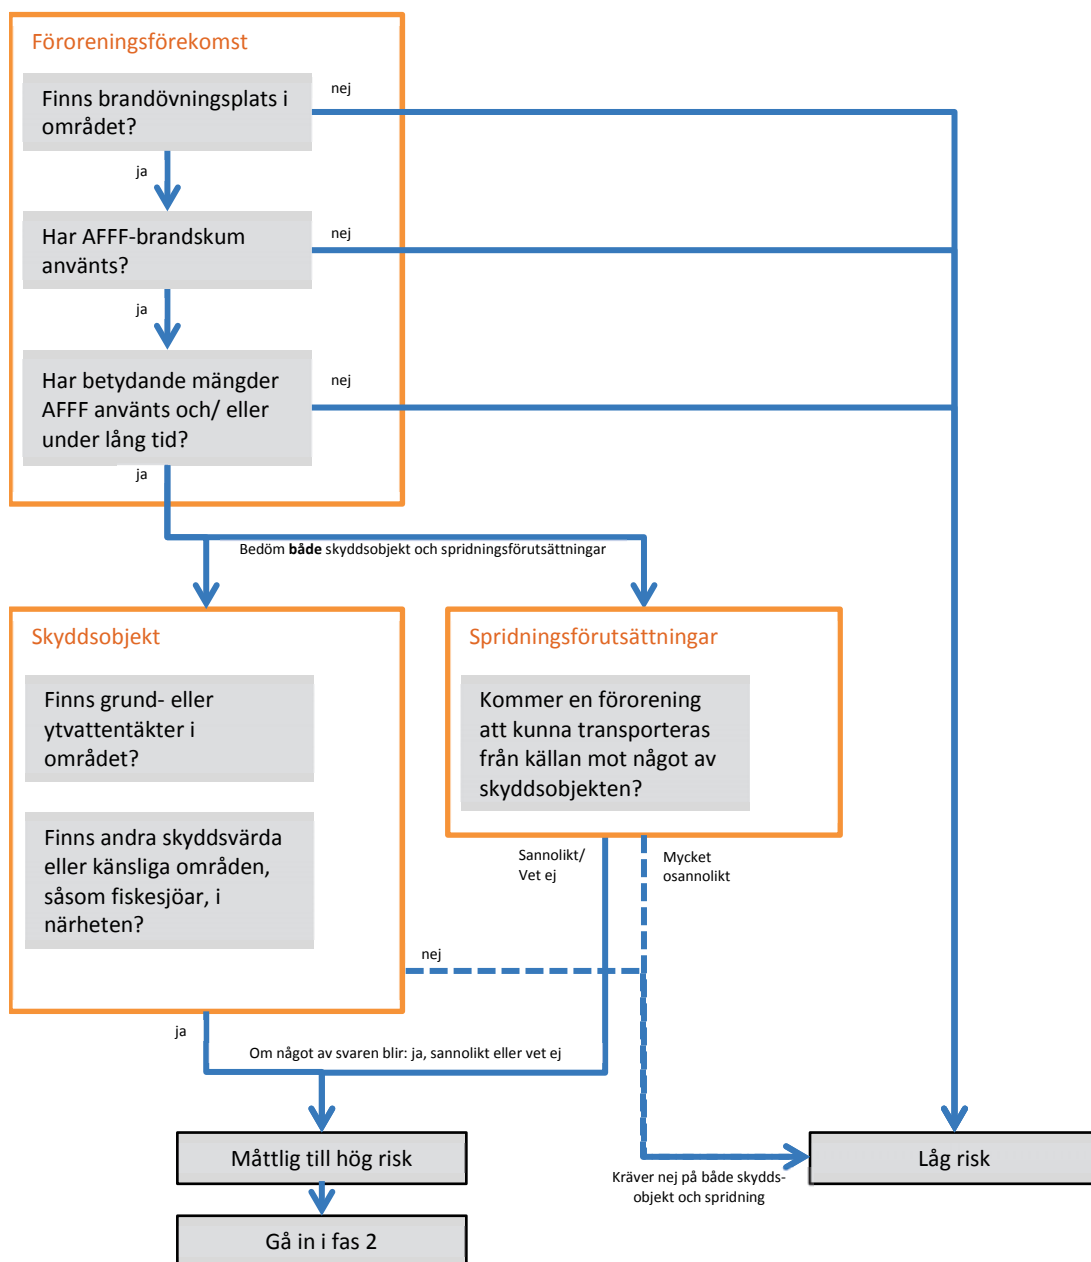 Föroreningsförekomst
Finns brandövningsplats i
området?
nej
ja
Har AFFF-brandskum
använts?
nej
ja
Har betydande mängder
AFFF använts och/ eller
under lång tid?
nej
ja
Bedöm både skyddsobjekt och spridningsförutsättningar
Skyddsobjekt
Finns grund- eller
ytvattentäkter i
området?
Finns andra skyddsvärda
eller känsliga områden,
såsom fiskesjöar, i
närheten?
Spridningsförutsättningar
Kommer en förorening
att kunna transporteras
från källan mot något av
skyddsobjekten?
Sannolikt/
Vet ej
Mycket
osannolikt
nej
ja
Om något av svaren blir: ja, sannolikt eller vet ej
Måttlig till hög risk
Gå in i fas 2
Kräver nej på både skydds-
objekt och spridning
Låg risk